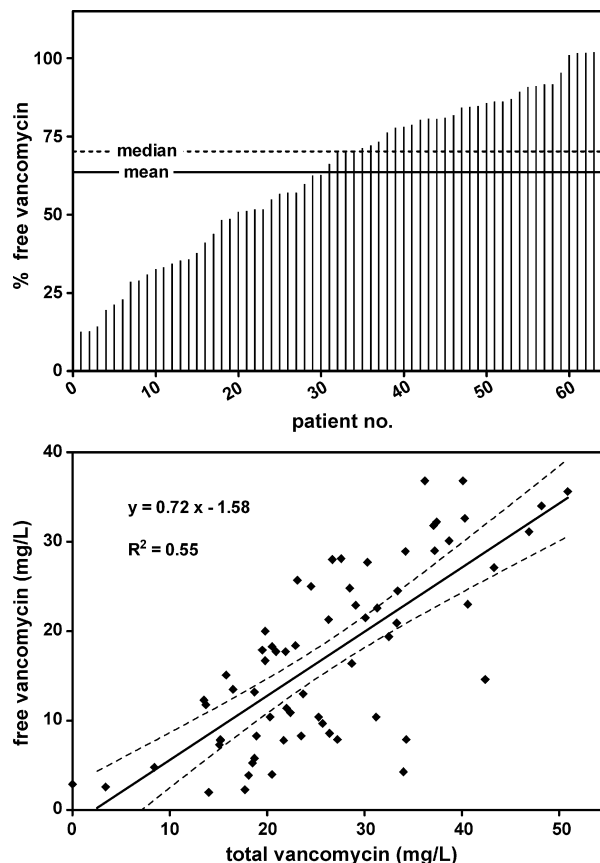 % free vancomycin
100
75
50
25
0
median
mean
0 10 20 30 40 50 60
patient no.
free vancomycin (mg/L)
40
30
20
10
0
y = 0.72 x - 1.58
R² = 0.55
0 10 20 30 40 50
total vancomycin (mg/L)